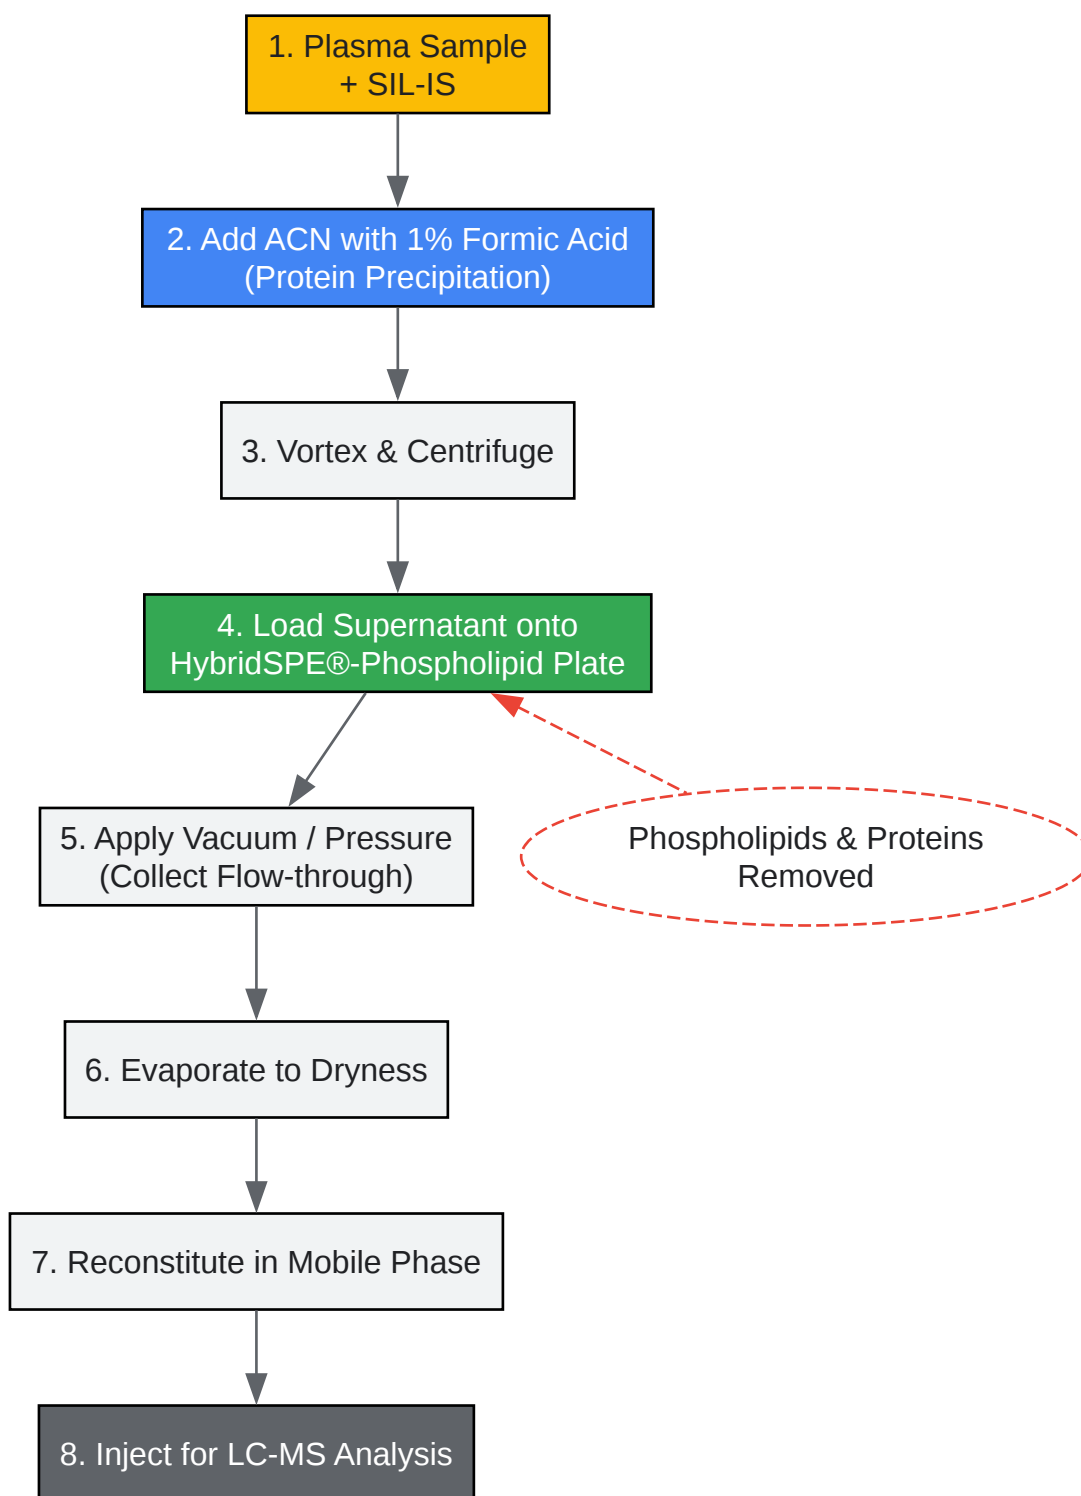 1. Plasma Sample
+ SIL-IS
2. Add ACN with 1% Formic Acid
(Protein Precipitation)
3. Vortex & Centrifuge
4. Load Supernatant onto
HybridSPE®-Phospholipid Plate
5. Apply Vacuum / Pressure
(Collect Flow-through)
Phospholipids & Proteins
Removed
6. Evaporate to Dryness
7. Reconstitute in Mobile Phase
8. Inject for LC-MS Analysis